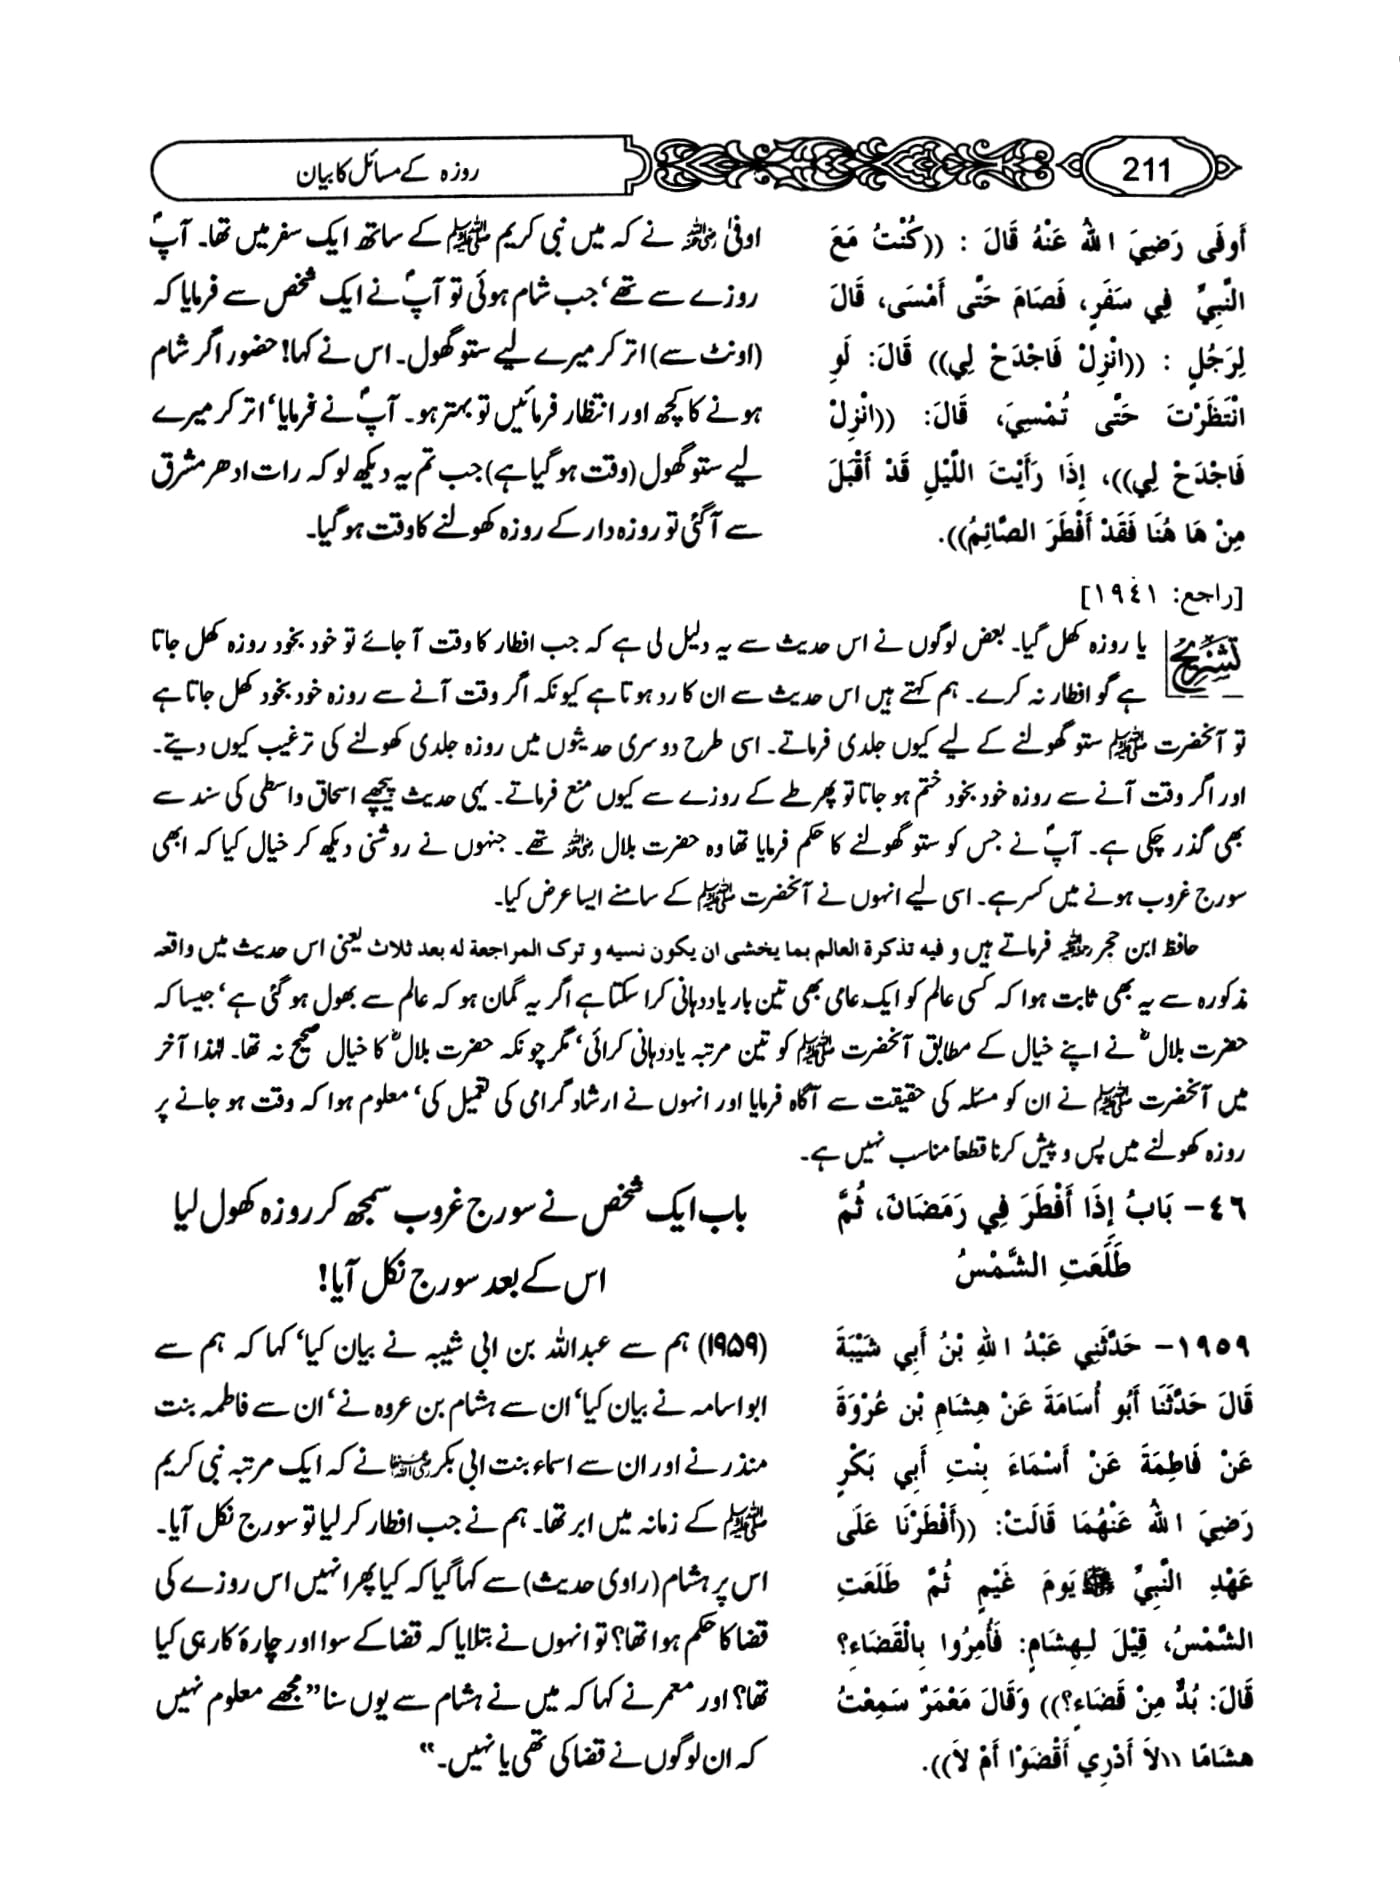 211
روزہ کے مسائل کا بیان
أَوفَى رَضِيَ اللهُ عَنْهُ قَالَ : ((كُنْتُ مَعَ
النَّبِيِّ فِي سَفَرٍ، فَصَامَ حَتَّى أَمْسَى، قَالَ
لِرَجُلٍ : ((انْزِلْ فَاجْدَحْ لِي)) قَالَ: لَوِ
انْتَظَرْتَ حَتَّى تُمْسِيَ، قَالَ: ((انْزِلْ
فَاجْدَحْ لِي))، إِذَا رَأَيْتَ اللَّيْلِ قَدْ أَقْبَلَ
مِنْ هَا هُنَا فَقَدْ أَفْطَرَ الصَّائِمُ)).
[راجع: ١٩٤١]
اوفیٰ رضی اللہ عنہ نے کہ میں نبی کریم صلی اللہ علیہ وسلم کے ساتھ ایک سفر میں تھا۔ آپؐ
روزے سے تھے‘ جب شام ہوئی تو آپؐ نے ایک شخص سے فرمایا کہ
(اونٹ سے) اتر کر میرے لیے ستو گھول۔ اس نے کہا! حضور اگر شام
ہونے کا کچھ اور انتظار فرمائیں تو بہتر ہو۔ آپؐ نے فرمایا‘ اتر کر میرے
لیے ستو گھول (وقت ہو گیا ہے) جب تم یہ دیکھ لو کہ رات ادھر مشرق
سے آ گئی تو روزہ دار کے روزہ کھولنے کا وقت ہو گیا۔
تشریح
یا روزہ کھل گیا۔ بعض لوگوں نے اس حدیث سے یہ دلیل لی ہے کہ جب افطار کا وقت آ جائے تو خود بخود روزہ کھل جاتا
ہے گو افطار نہ کرے۔ ہم کہتے ہیں اس حدیث سے ان کا رد ہوتا ہے کیونکہ اگر وقت آنے سے روزہ خود بخود کھل جاتا ہے
تو آنحضرت صلی اللہ علیہ وسلم ستو گھولنے کے لیے کیوں جلدی فرماتے۔ اسی طرح دوسری حدیثوں میں روزہ جلدی کھولنے کی ترغیب کیوں دیتے۔
اور اگر وقت آنے سے روزہ خود بخود ختم ہو جاتا تو پھر طے کے روزے سے کیوں منع فرماتے۔ یہی حدیث پیچھے اسحاق واسطی کی سند سے
بھی گذر چکی ہے۔ آپؐ نے جس کو ستو گھولنے کا حکم فرمایا تھا وہ حضرت بلال رضی اللہ عنہ تھے۔ جنہوں نے روشنی دیکھ کر خیال کیا کہ ابھی
سورج غروب ہونے میں کسر ہے۔ اسی لیے انہوں نے آنحضرت صلی اللہ علیہ وسلم کے سامنے ایسا عرض کیا۔
حافظ ابن حجر رحمۃ اللہ علیہ فرماتے ہیں و فیه تذکرة العالم بما یخشی ان یکون نسیه و ترک المراجعة له بعد ثلاث یعنی اس حدیث میں واقعہ
مذکورہ سے یہ بھی ثابت ہوا کہ کسی عالم کو ایک عامی بھی تین بار یاددہانی کرا سکتا ہے اگر یہ گمان ہو کہ عالم سے بھول ہو گئی ہے‘ جیسا کہ
حضرت بلالؓ نے اپنے خیال کے مطابق آنحضرت صلی اللہ علیہ وسلم کو تین مرتبہ یاددہانی کرائی‘ مگر چونکہ حضرت بلالؓ کا خیال صحیح نہ تھا۔ لہٰذا آخر
میں آنحضرت صلی اللہ علیہ وسلم نے ان کو مسئلہ کی حقیقت سے آگاہ فرمایا اور انہوں نے ارشاد گرامی کی تعمیل کی‘ معلوم ہوا کہ وقت ہو جانے پر
روزہ کھولنے میں پس و پیش کرنا قطعاً مناسب نہیں ہے۔
٤٦- بَابُ إِذَا أَفْطَرَ فِي رَمَضَانَ، ثُمَّ
طَلَعَتِ الشَّمْسُ
باب ایک شخص نے سورج غروب سمجھ کر روزہ کھول لیا
اس کے بعد سورج نکل آیا!
١٩٥٩- حَدَّثَنِي عَبْدُ اللهِ بْنُ أَبِي شَيْبَةَ
قَالَ حَدَّثَنَا أَبُو أُسَامَةَ عَنْ هِشَامِ بْنِ عُرْوَةَ
عَنْ فَاطِمَةَ عَنْ أَسْمَاءَ بِنْتِ أَبِي بَكْرٍ
رَضِيَ اللهُ عَنْهُمَا قَالَتْ: ((أَفْطَرْنَا عَلَى
عَهْدِ النَّبِيِّ ﷺ يَومَ غَيْمٍ ثُمَّ طَلَعَتِ
الشَّمْسُ، قِيْلَ لِهِشَامٍ: فَأُمِرُوا بِالْقَضَاءِ؟
قَالَ: بُدٌّ مِنْ قَضَاءٍ؟)) وَقَالَ مَعْمَرٌ سَمِعْتُ
هشَامًا ((لاَ أَدْرِي أَقْضَوْا أَمْ لاَ)).
(۱۹۵۹) ہم سے عبداللہ بن ابی شیبہ نے بیان کیا‘ کہا کہ ہم سے
ابو اسامہ نے بیان کیا‘ ان سے ہشام بن عروہ نے‘ ان سے فاطمہ بنت
منذر نے اور ان سے اسماء بنت ابی بکر رضی اللہ عنہا نے کہ ایک مرتبہ نبی کریم
صلی اللہ علیہ وسلم کے زمانہ میں ابر تھا۔ ہم نے جب افطار کر لیا تو سورج نکل آیا۔
اس پر ہشام (راوی حدیث) سے کہا گیا کہ کیا پھر انہیں اس روزے کی
قضا کا حکم ہوا تھا؟ تو انہوں نے بتلایا کہ قضا کے سوا اور چارۂ کار ہی کیا
تھا؟ اور معمر نے کہا کہ میں نے ہشام سے یوں سنا ”مجھے معلوم نہیں
کہ ان لوگوں نے قضا کی تھی یا نہیں۔“